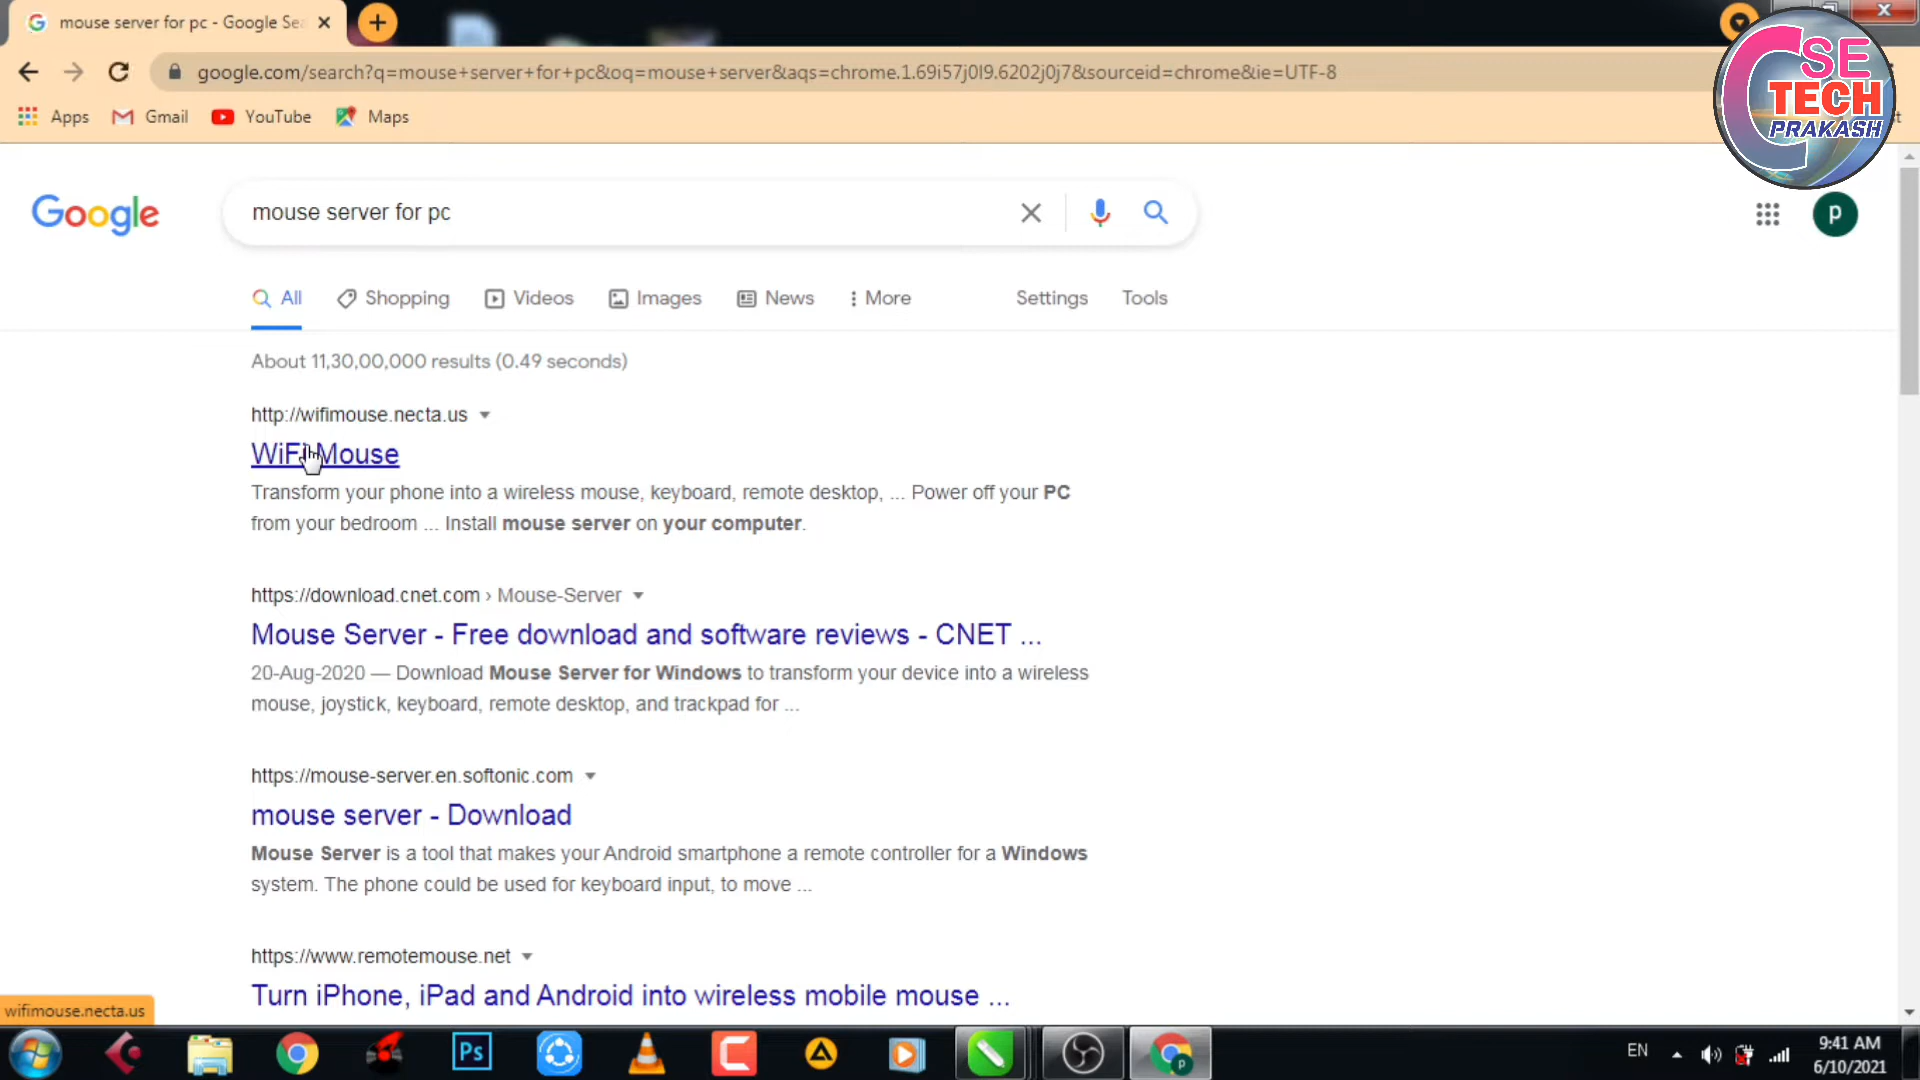 mouse server for pc - Google Sea
google.com/search?q=mouse+server+for+pc&oq=mouse+server&aqs=chrome.1.69i57j0l9.6202j0j7&sourceid=chrome&ie=UTF-8
Apps Gmail YouTube Maps
CSE
TECH
PRAKASH
Google
mouse server for pc
P
All Shopping Videos Images News More Settings Tools
About 11,30,00,000 results (0.49 seconds)
http://wifimouse.necta.us
WiFi Mouse
Transform your phone into a wireless mouse, keyboard, remote desktop, ... Power off your PC
from your bedroom ... Install mouse server on your computer.
https://download.cnet.com › Mouse-Server
Mouse Server - Free download and software reviews - CNET ...
20-Aug-2020 — Download Mouse Server for Windows to transform your device into a wireless
mouse, joystick, keyboard, remote desktop, and trackpad for ...
https://mouse-server.en.softonic.com
mouse server - Download
Mouse Server is a tool that makes your Android smartphone a remote controller for a Windows
system. The phone could be used for keyboard input, to move ...
https://www.remotemouse.net
Turn iPhone, iPad and Android into wireless mobile mouse ...
wifimouse.necta.us
Ps
P
EN
9:41 AM
6/10/2021